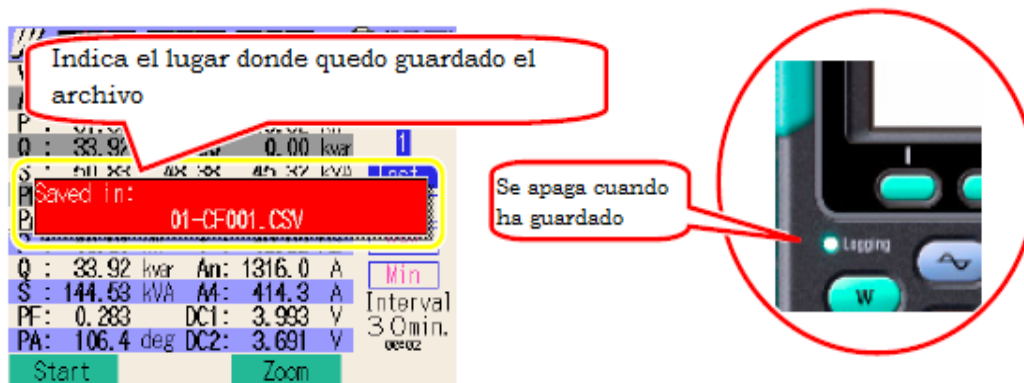 Indica el lugar donde quedo guardado el
archivo
Q : 33.92 0.00 kvar 1
Saved in:
01-CF001.CSV
Q : 33.92 kvar An: 1316.0 A Min
S : 144.53 kVA A4: 414.3 A Interval
PF: 0.283 DC1: 3.993 V 30min.
PA: 106.4 deg DC2: 3.691 V
Start Zoom
Se apaga cuando
ha guardado
Logging
W